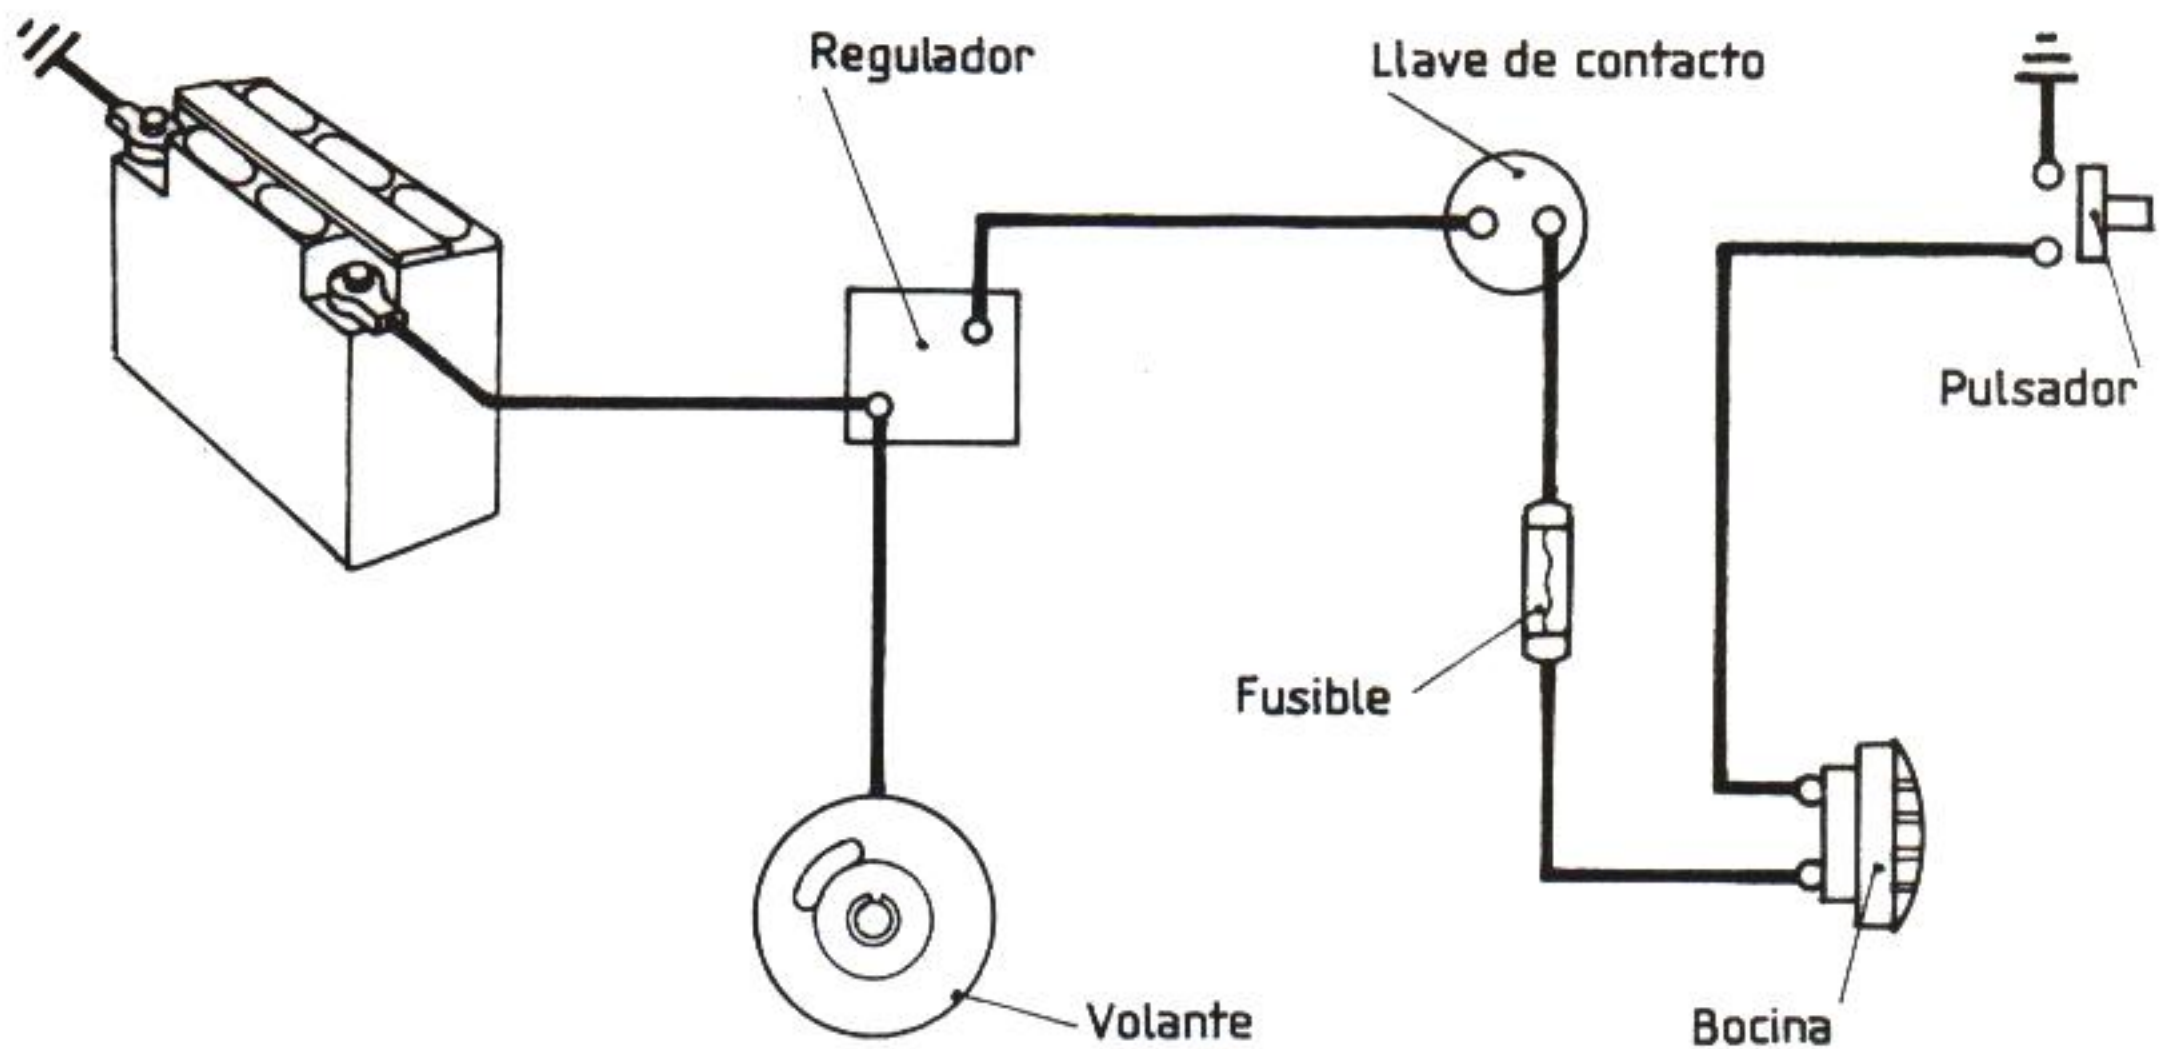 Regulador
Llave de contacto
Pulsador
Fusible
Volante
Bocina